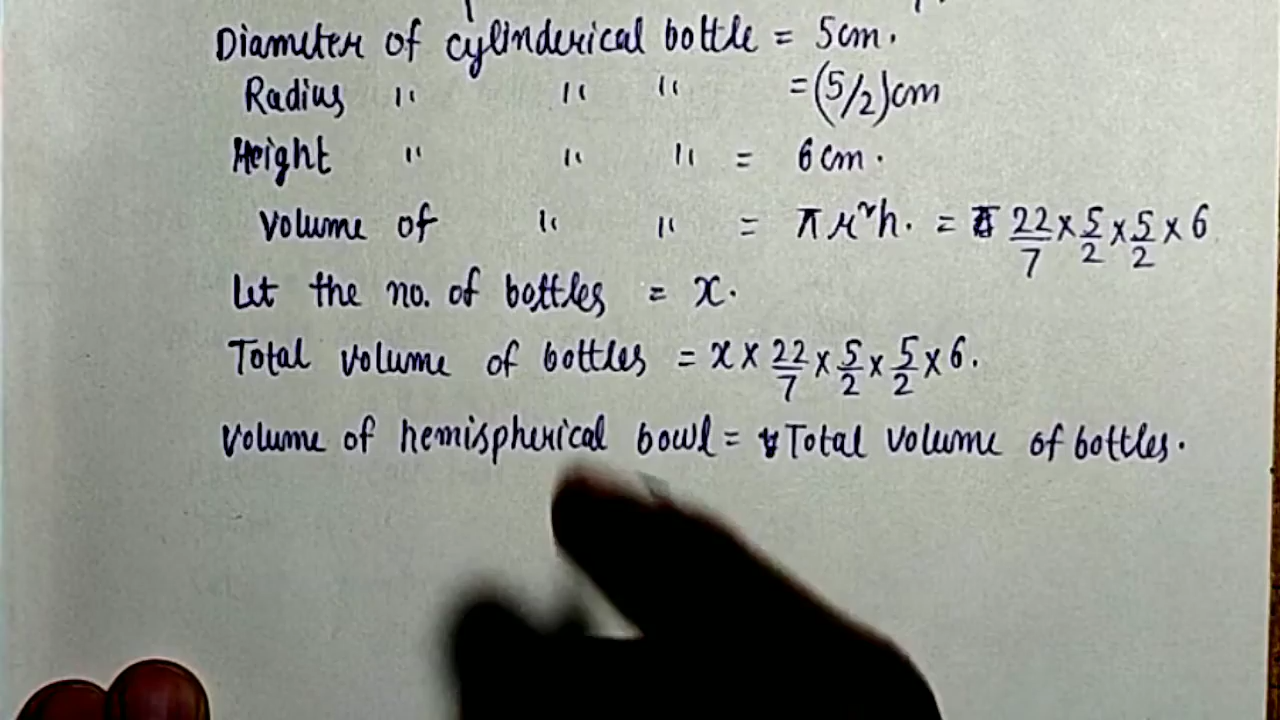 Diameter of cylinderical bottle = 5cm.
Radius " " " = (5/2)cm
Height " " " = 6cm.
Volume of " " = πr²h. = 22/7 × 5/2 × 5/2 × 6
Let the no. of bottles = x.
Total volume of bottles = x × 22/7 × 5/2 × 5/2 × 6.
Volume of hemispherical bowl = Total volume of bottles.